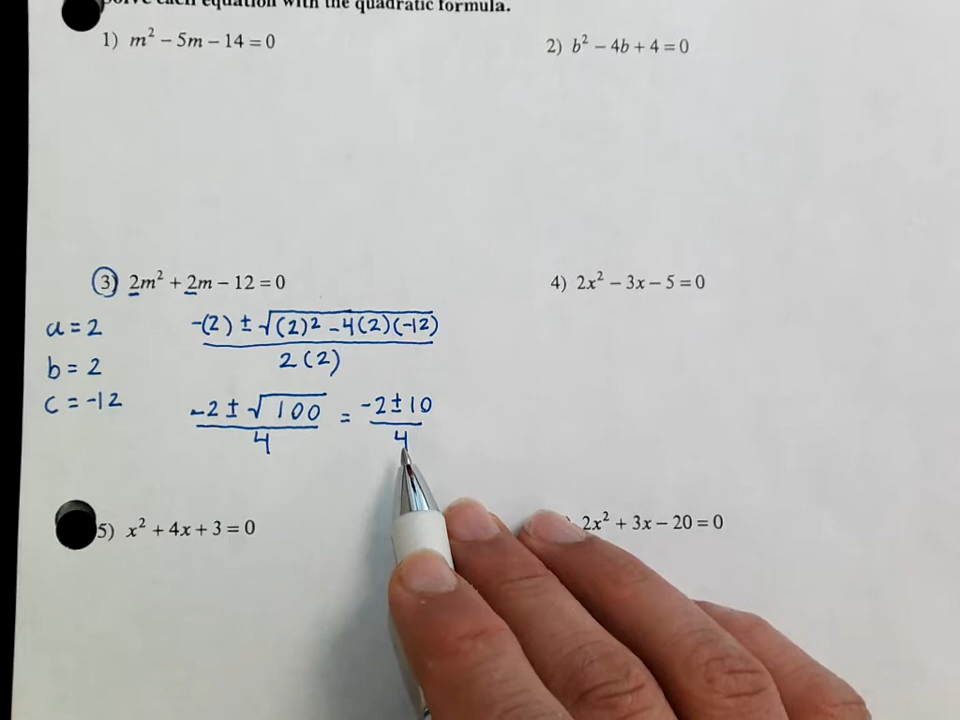 each equation with the quadratic formula.
1) m² − 5m − 14 = 0
2) b² − 4b + 4 = 0
3) 2m² + 2m − 12 = 0
4) 2x² − 3x − 5 = 0
a = 2
b = 2
c = -12
-(2) ± √(2)² - 4(2)(-12)
2(2)
-2 ± √100 = -2 ± 10
4 4
5) x² + 4x + 3 = 0
2x² + 3x − 20 = 0